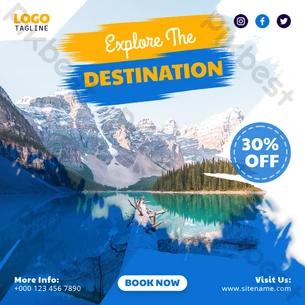 LOGO
TAGLINE
Explore The
DESTINATION
30%
OFF
More Info:
+000 123 456 7890
BOOK NOW
Visit Us:
www.sitename.com